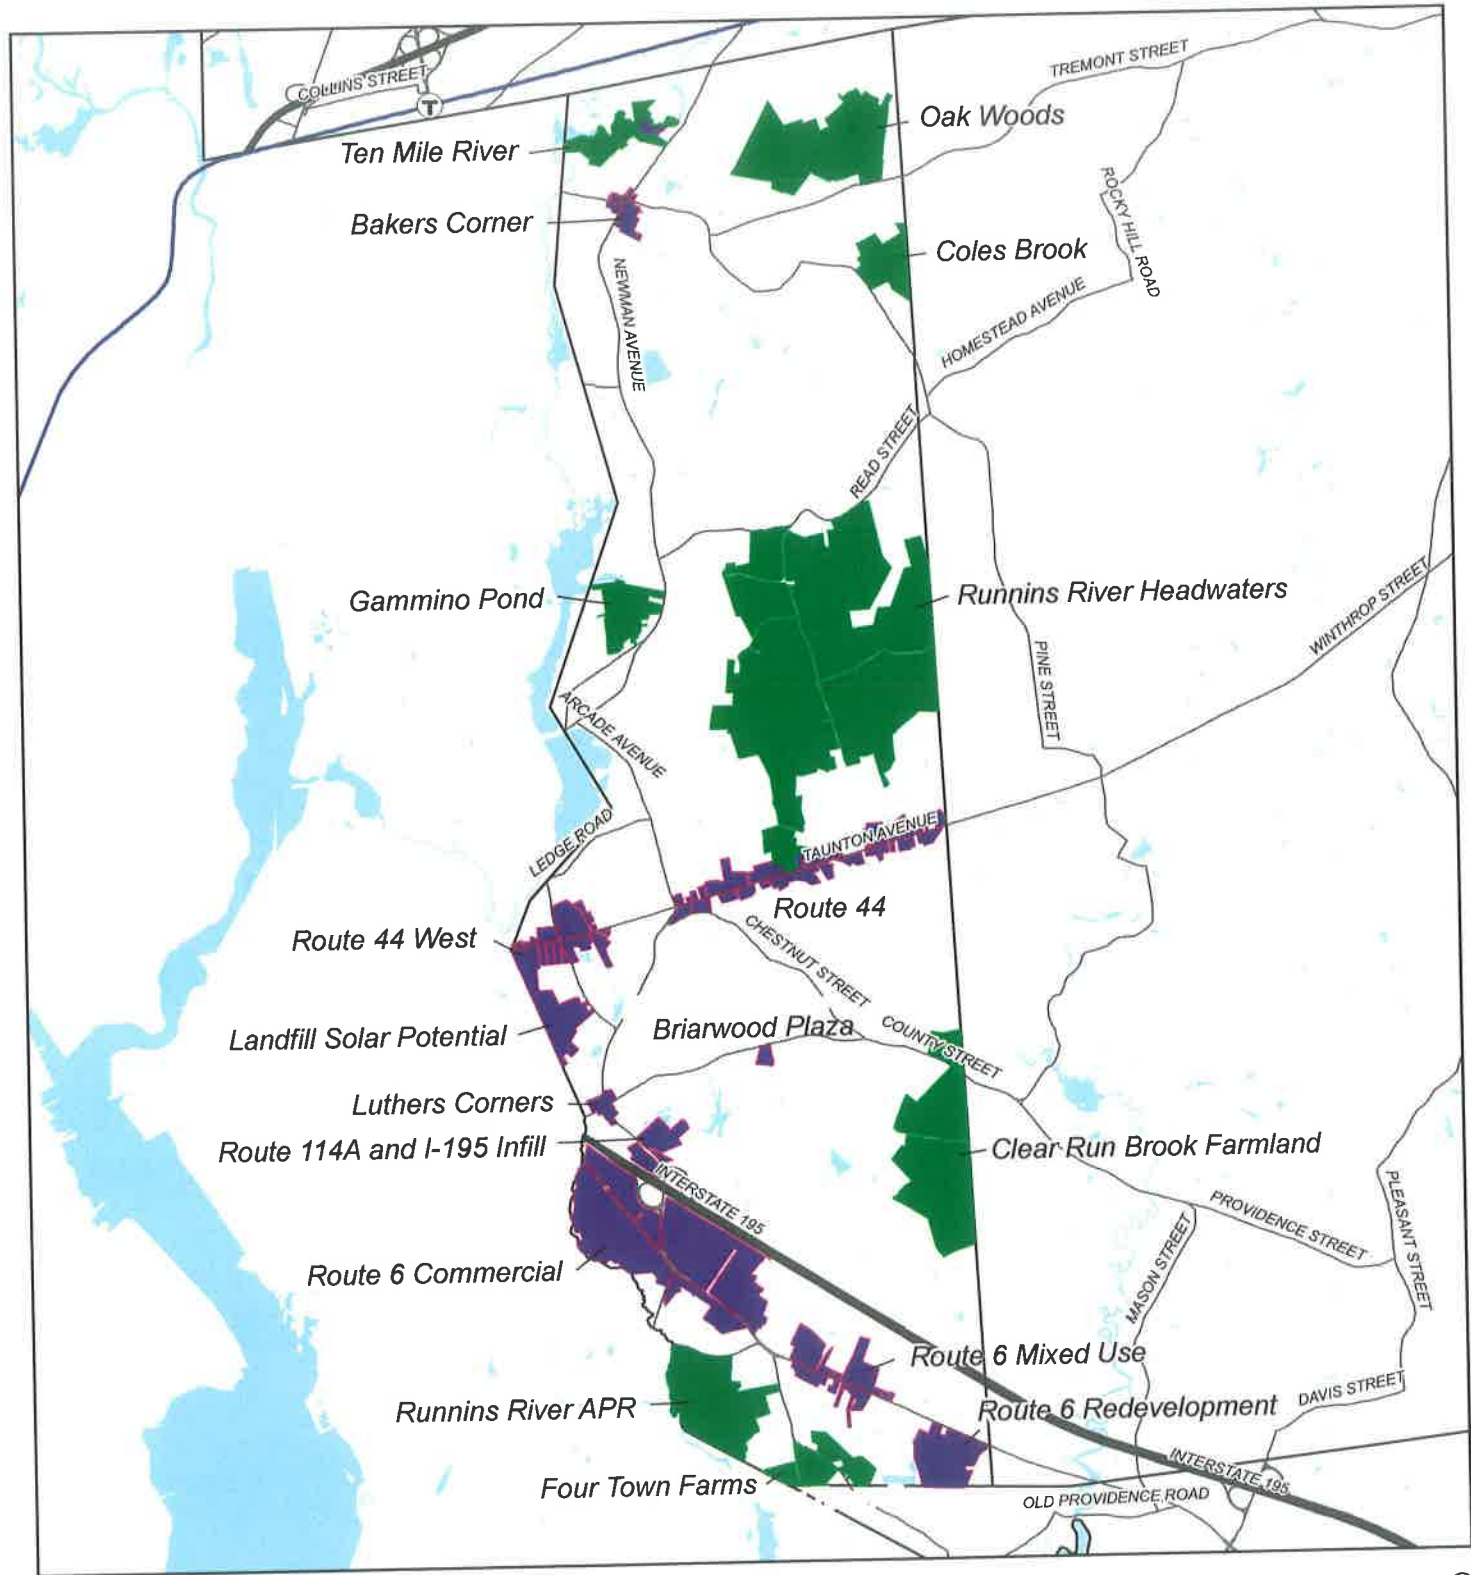 TREMONT STREET
COLLINS STREET
T
Oak Woods
Ten Mile River
Bakers Corner
ROCKY HILL ROAD
Coles Brook
NEWMAN AVENUE
HOMESTEAD AVENUE
READ STREET
Gammino Pond
Runnins River Headwaters
WINTHROP STREET
PINE STREET
ARCADE AVENUE
LEDGE ROAD
TAUNTON AVENUE
Route 44
Route 44 West
CHESTNUT STREET
Landfill Solar Potential
Briarwood Plaza
COUNTY STREET
Luthers Corners
Route 114A and I-195 Infill
Clear Run Brook Farmland
INTERSTATE 195
PROVIDENCE STREET
PLEASANT STREET
MASON STREET
Route 6 Commercial
Route 6 Mixed Use
DAVIS STREET
Runnins River APR
Route 6 Redevelopment
INTERSTATE 195
Four Town Farms
OLD PROVIDENCE ROAD